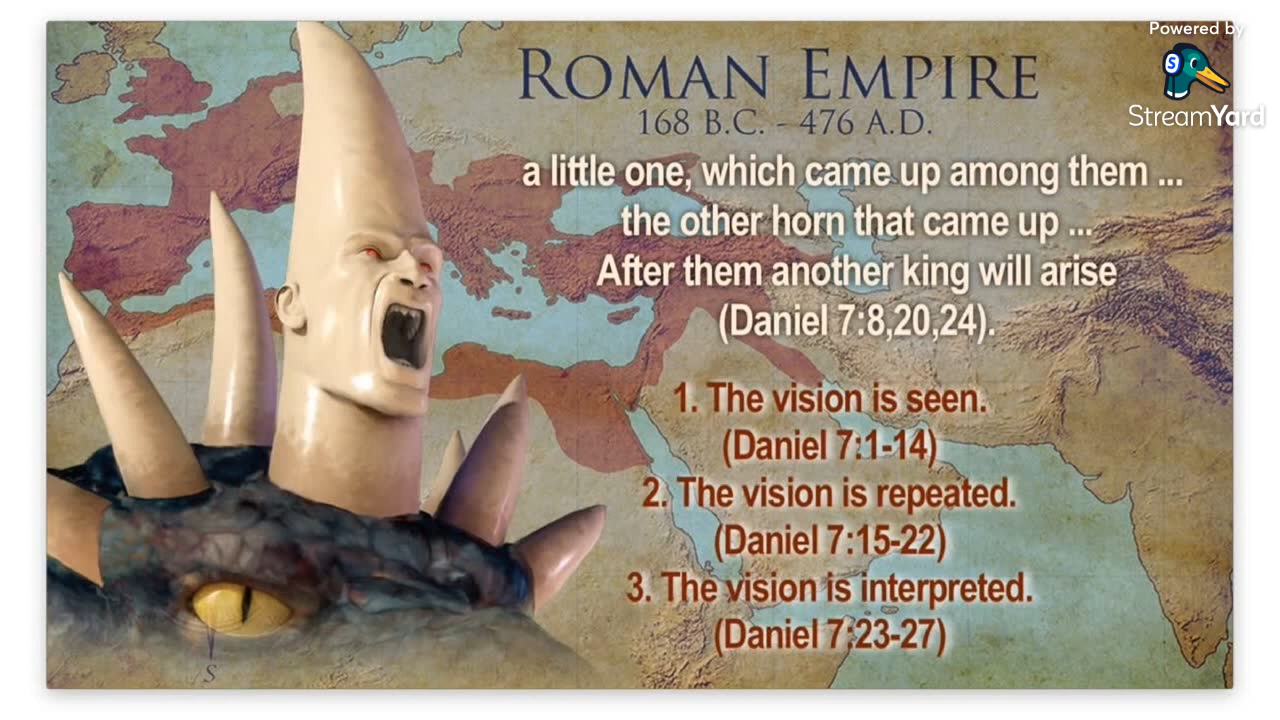 Powered by
StreamYard
ROMAN EMPIRE
168 B.C. - 476 A.D.
a little one, which came up among them ...
the other horn that came up ...
After them another king will arise
(Daniel 7:8,20,24).
1. The vision is seen.
(Daniel 7:1-14)
2. The vision is repeated.
(Daniel 7:15-22)
3. The vision is interpreted.
(Daniel 7:23-27)
S